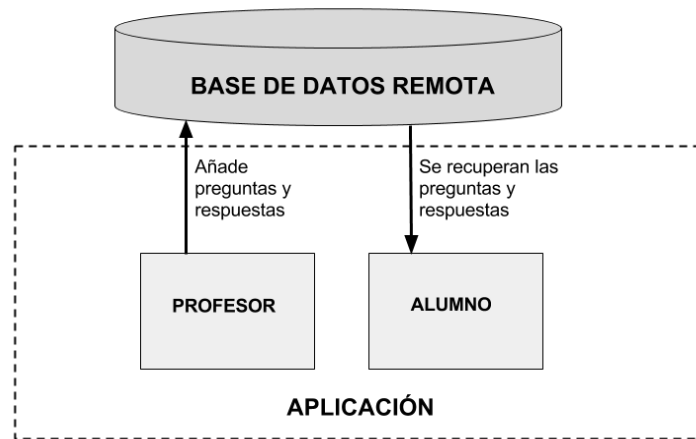 BASE DE DATOS REMOTA
Añade
preguntas y
respuestas
Se recuperan las
preguntas y
respuestas
PROFESOR
ALUMNO
APLICACIÓN